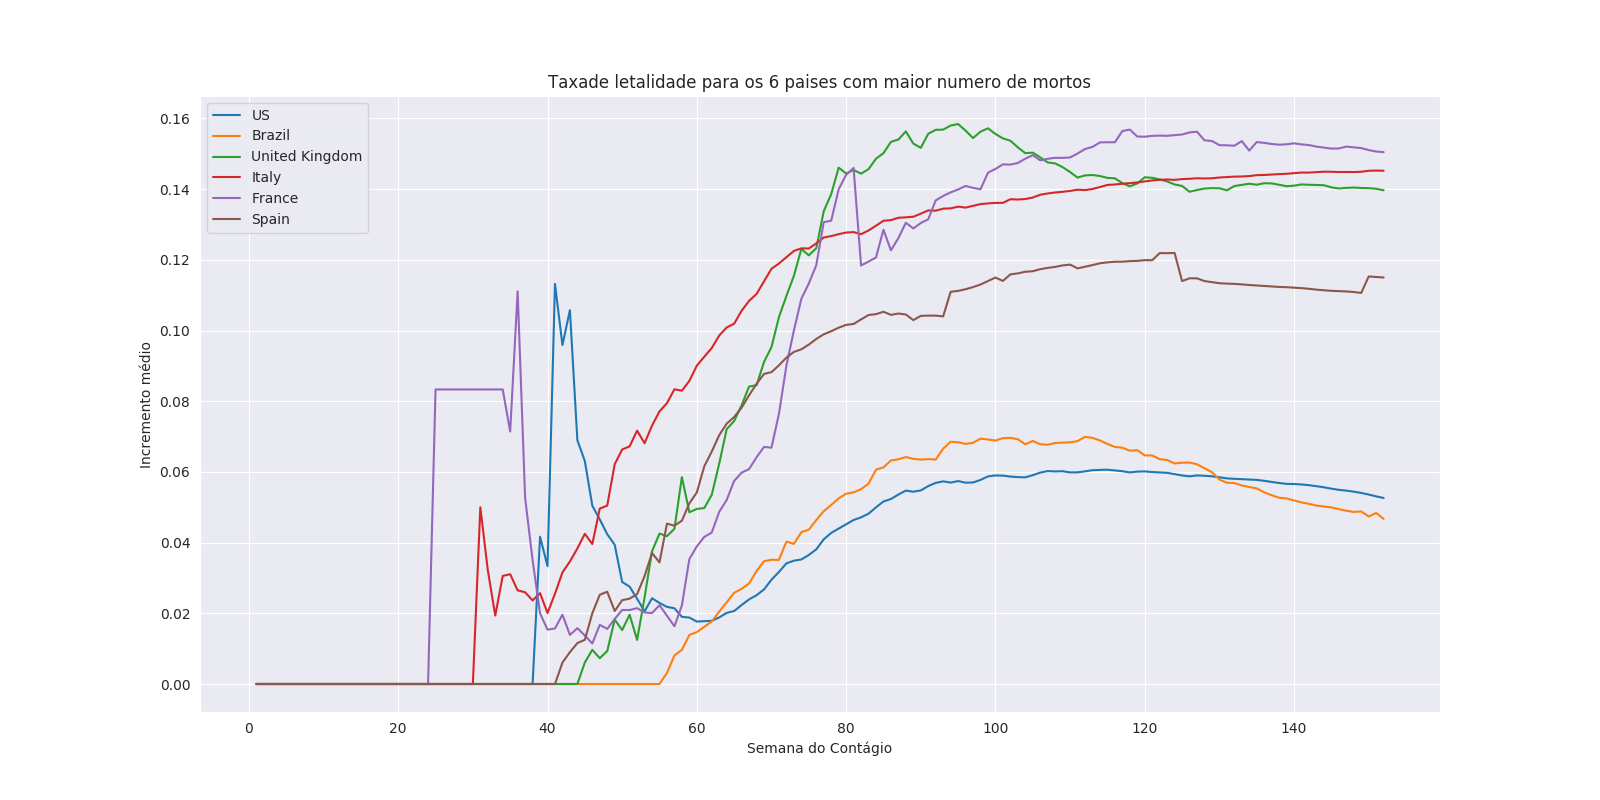 Taxade letalidade para os 6 paises com maior numero de mortos
US
Brazil
United Kingdom
Italy
France
Spain
Incremento médio
0.16
0.14
0.12
0.10
0.08
0.06
0.04
0.02
0.00
0 20 40 60 80 100 120 140
Semana do Contágio